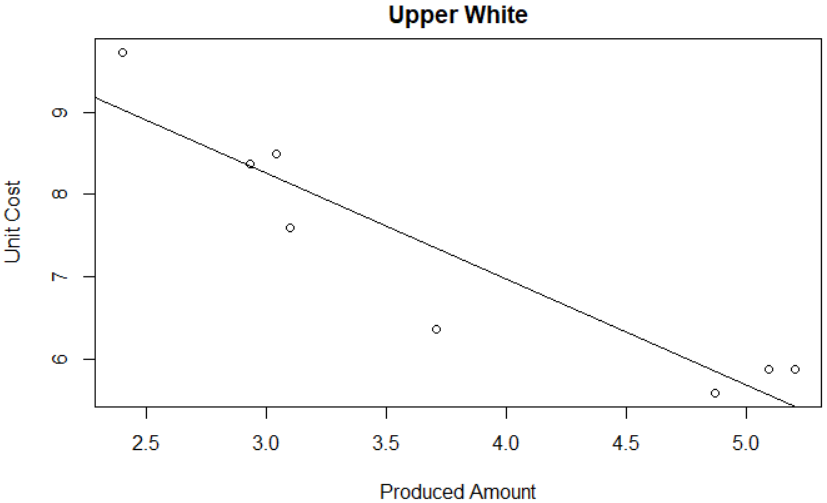 Upper White
Unit Cost
9
8
7
6
2.5 3.0 3.5 4.0 4.5 5.0
Produced Amount